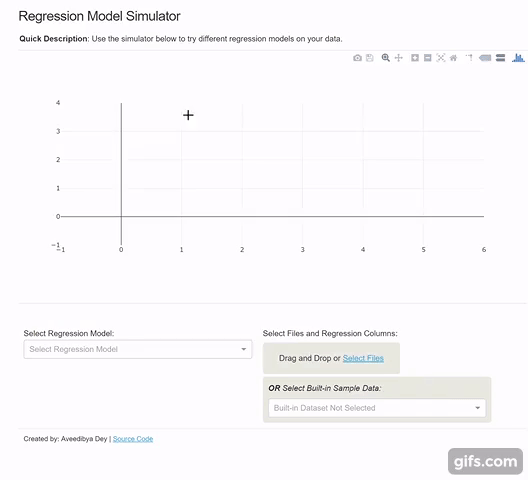 Regression Model Simulator
Quick Description: Use the simulator below to try different regression models on your data.
4
3
2
1
0
−1
−1 0 1 2 3 4 5 6
Select Regression Model:
Select Regression Model
Select Files and Regression Columns:
Drag and Drop or Select Files
OR Select Built-in Sample Data:
Built-in Dataset Not Selected
Created by: Aveedibya Dey | Source Code
gifs.com